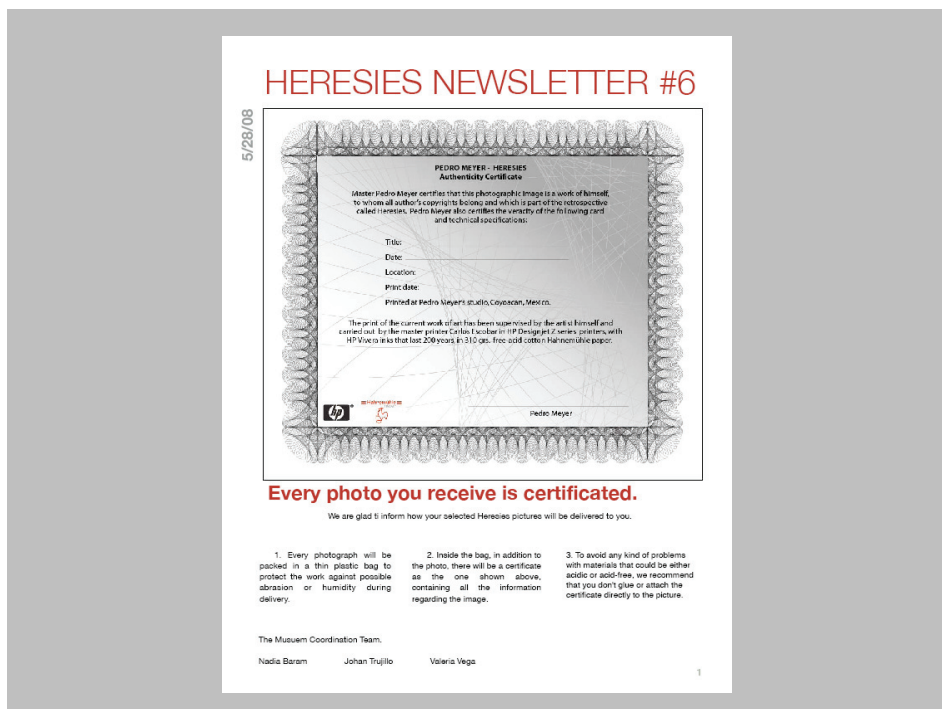 HERESIES NEWSLETTER #6
5/28/08
PEDRO MEYER - HERESIES
Authenticity Certificate
Master Pedro Meyer certifies that this photographic image is a work of himself,
to whom all author's copyrights belong and which is part of the retrospective
called Heresies. Pedro Meyer also certifies the veracity of the following card
and technical specifications:
Title:
Date:
Location:
Print date:
Printed at Pedro Meyer's studio, Coyoacan, Mexico.
The print of the current work of art has been supervised by the artist himself and
carried out by the master printer Carlos Escobar in HP Designjet Z series printers, with
HP Vivera inks that last 200 years, in 310 grs. free-acid cotton Hahnemühle paper.
hp
Hahnemühle
Pedro Meyer
Every photo you receive is certificated.
We are glad ti inform how your selected Heresies pictures will be delivered to you.
1. Every photograph will be
packed in a thin plastic bag to
protect the work against possible
abrasion or humidity during
delivery.
2. Inside the bag, in addition to
the photo, there will be a certificate
as the one shown above,
containing all the information
regarding the image.
3. To avoid any kind of problems
with materials that could be either
acidic or acid-free, we recommend
that you don't glue or attach the
certificate directly to the picture.
The Musuem Coordination Team.
Nadia Baram Johan Trujillo Valeria Vega
1